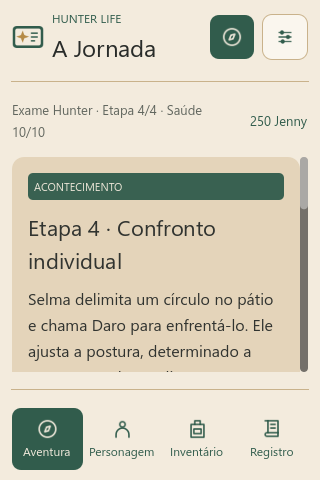 HUNTER LIFE
A Jornada
Exame Hunter · Etapa 4/4 · Saúde
10/10
250 Jenny
ACONTECIMENTO
Etapa 4 · Confronto
individual
Selma delimita um círculo no pátio
e chama Daro para enfrentá-lo. Ele
ajusta a postura, determinado a
Aventura
Personagem
Inventário
Registro